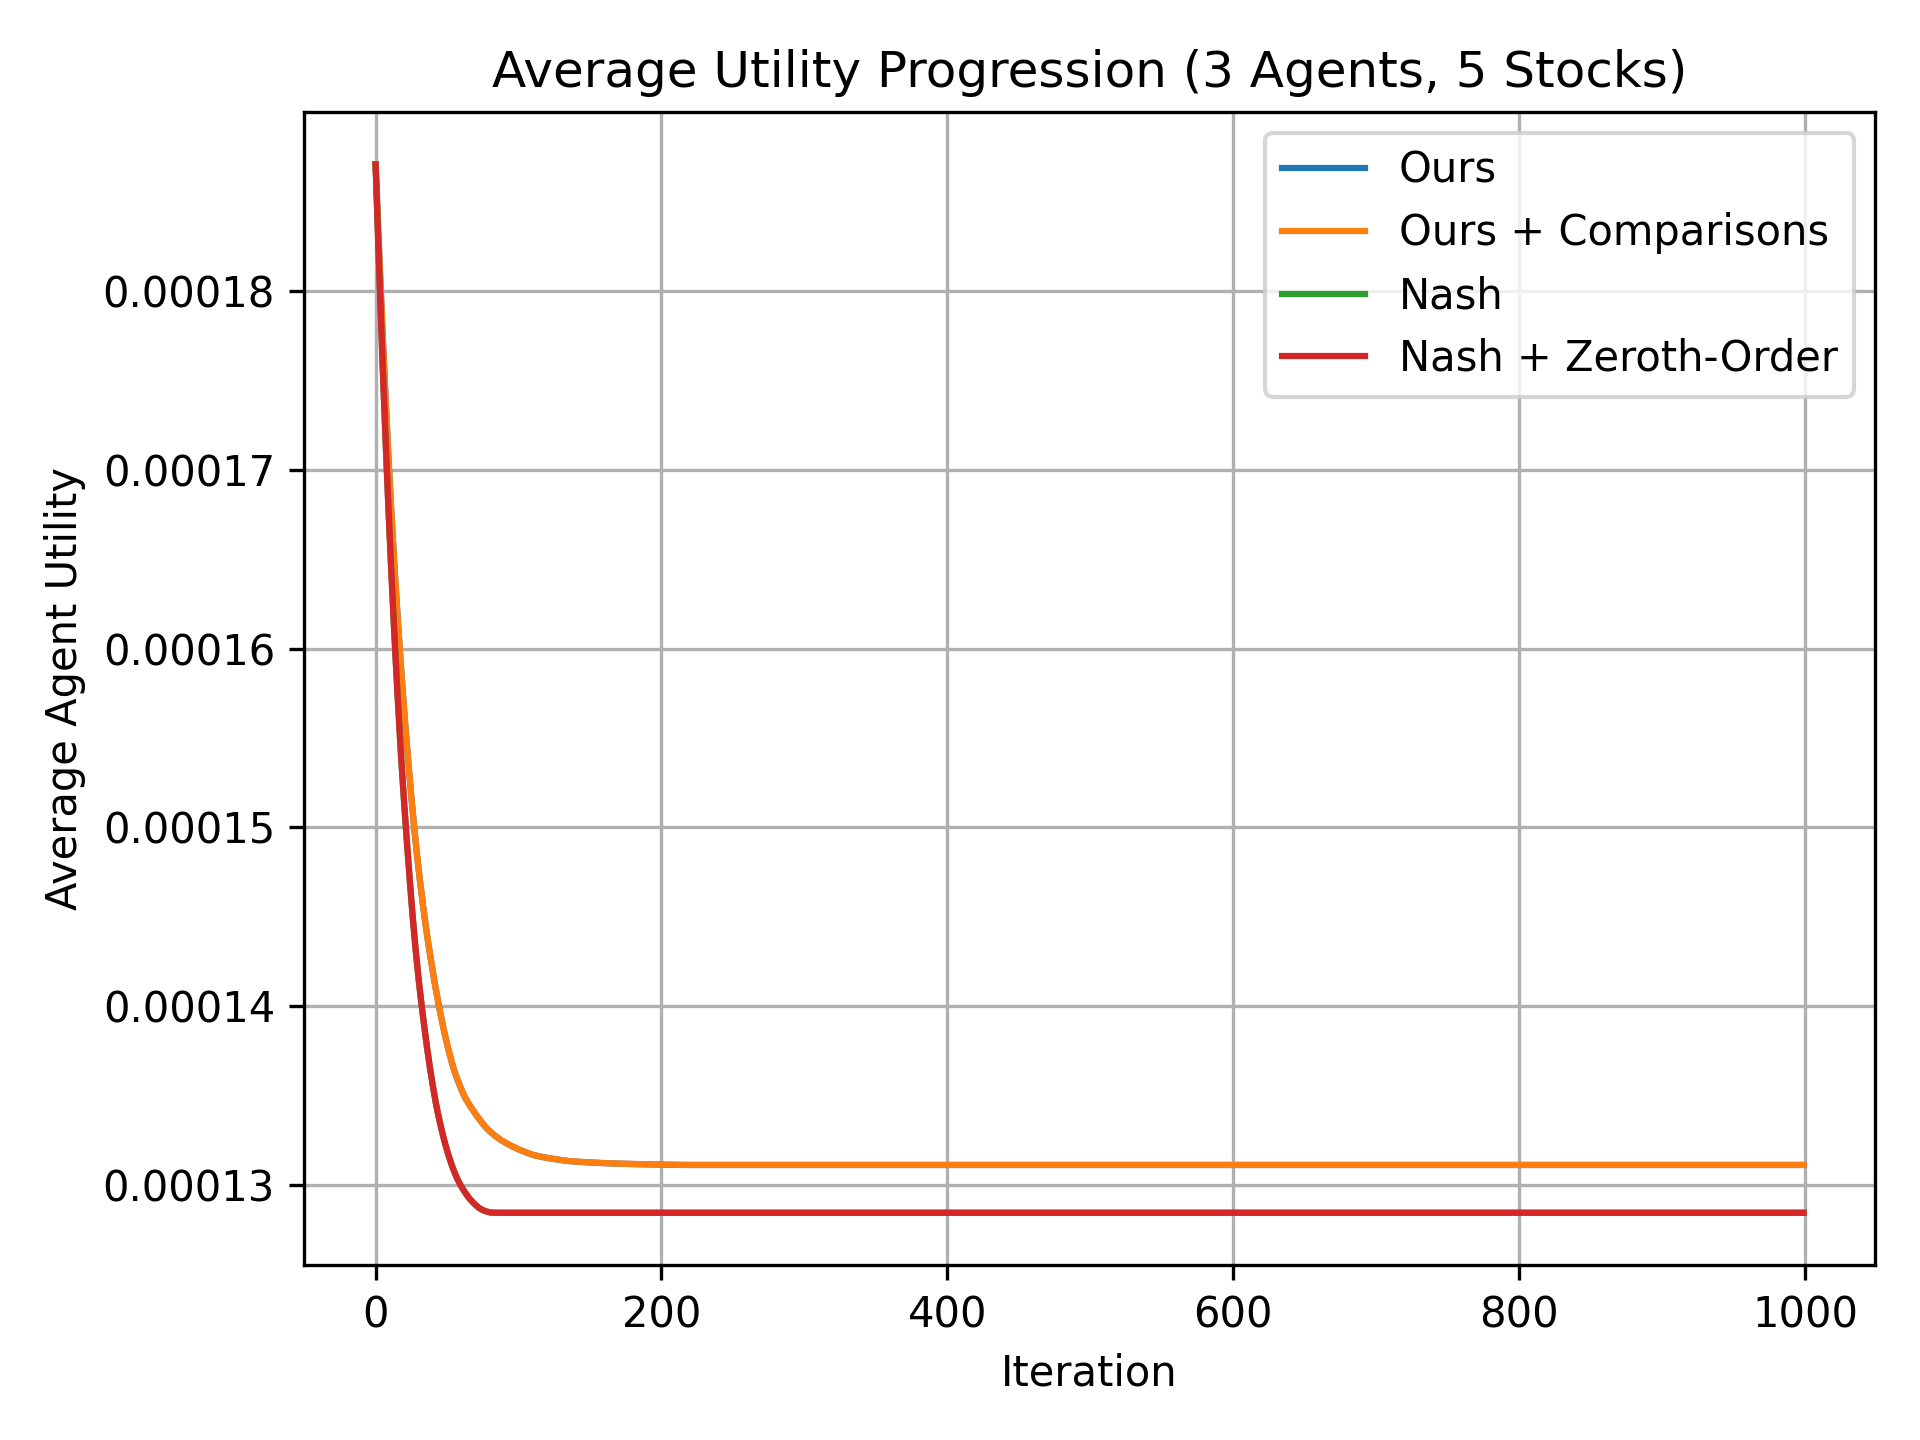 Average Utility Progression (3 Agents, 5 Stocks)
Ours
Ours + Comparisons
Nash
Nash + Zeroth-Order
Average Agent Utility
0.00018
0.00017
0.00016
0.00015
0.00014
0.00013
0
200
400
600
800
1000
Iteration